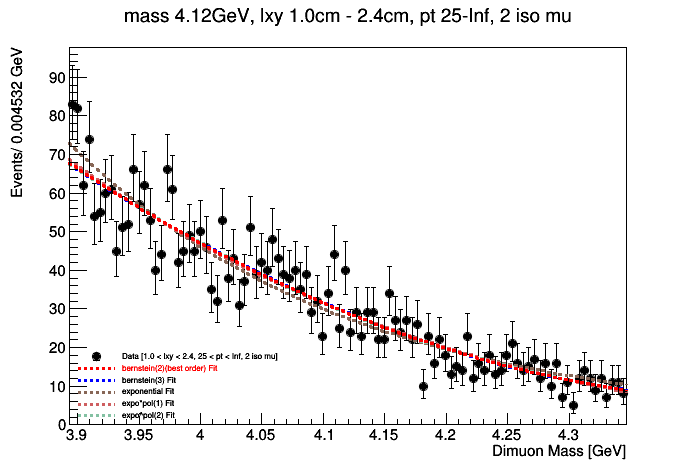 mass 4.12GeV, lxy 1.0cm - 2.4cm, pt 25-Inf, 2 iso mu
Events/ 0.004532 GeV
90
80
70
60
50
40
30
20
10
0
Data [1.0 < lxy < 2.4, 25 < pt < Inf, 2 iso mu]
bernstein(2)(best order) Fit
bernstein(3) Fit
exponential Fit
expo*pol(1) Fit
expo*pol(2) Fit
3.9 3.95 4 4.05 4.1 4.15 4.2 4.25 4.3
Dimuon Mass [GeV]